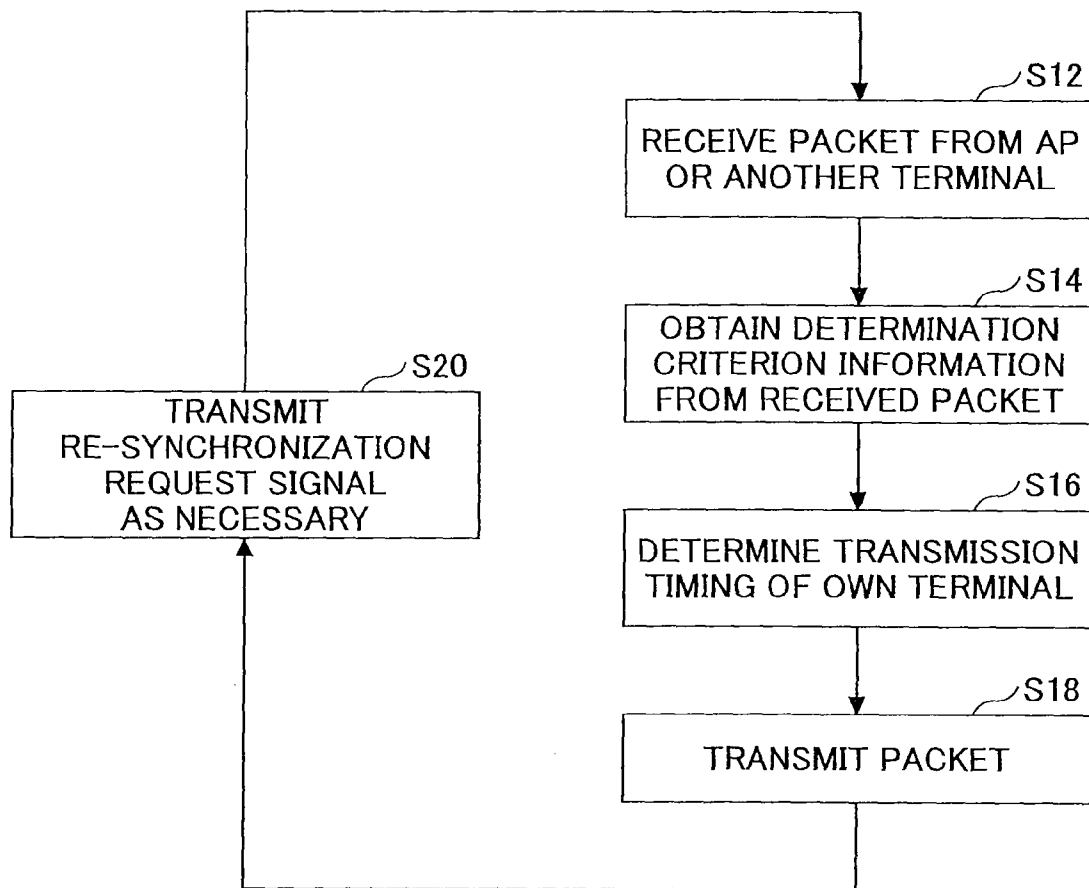 S12
RECEIVE PACKET FROM AP
OR ANOTHER TERMINAL
S14
OBTAIN DETERMINATION
CRITERION INFORMATION
FROM RECEIVED PACKET
S16
DETERMINE TRANSMISSION
TIMING OF OWN TERMINAL
S18
TRANSMIT PACKET
S20
TRANSMIT
RE-SYNCHRONIZATION
REQUEST SIGNAL
AS NECESSARY